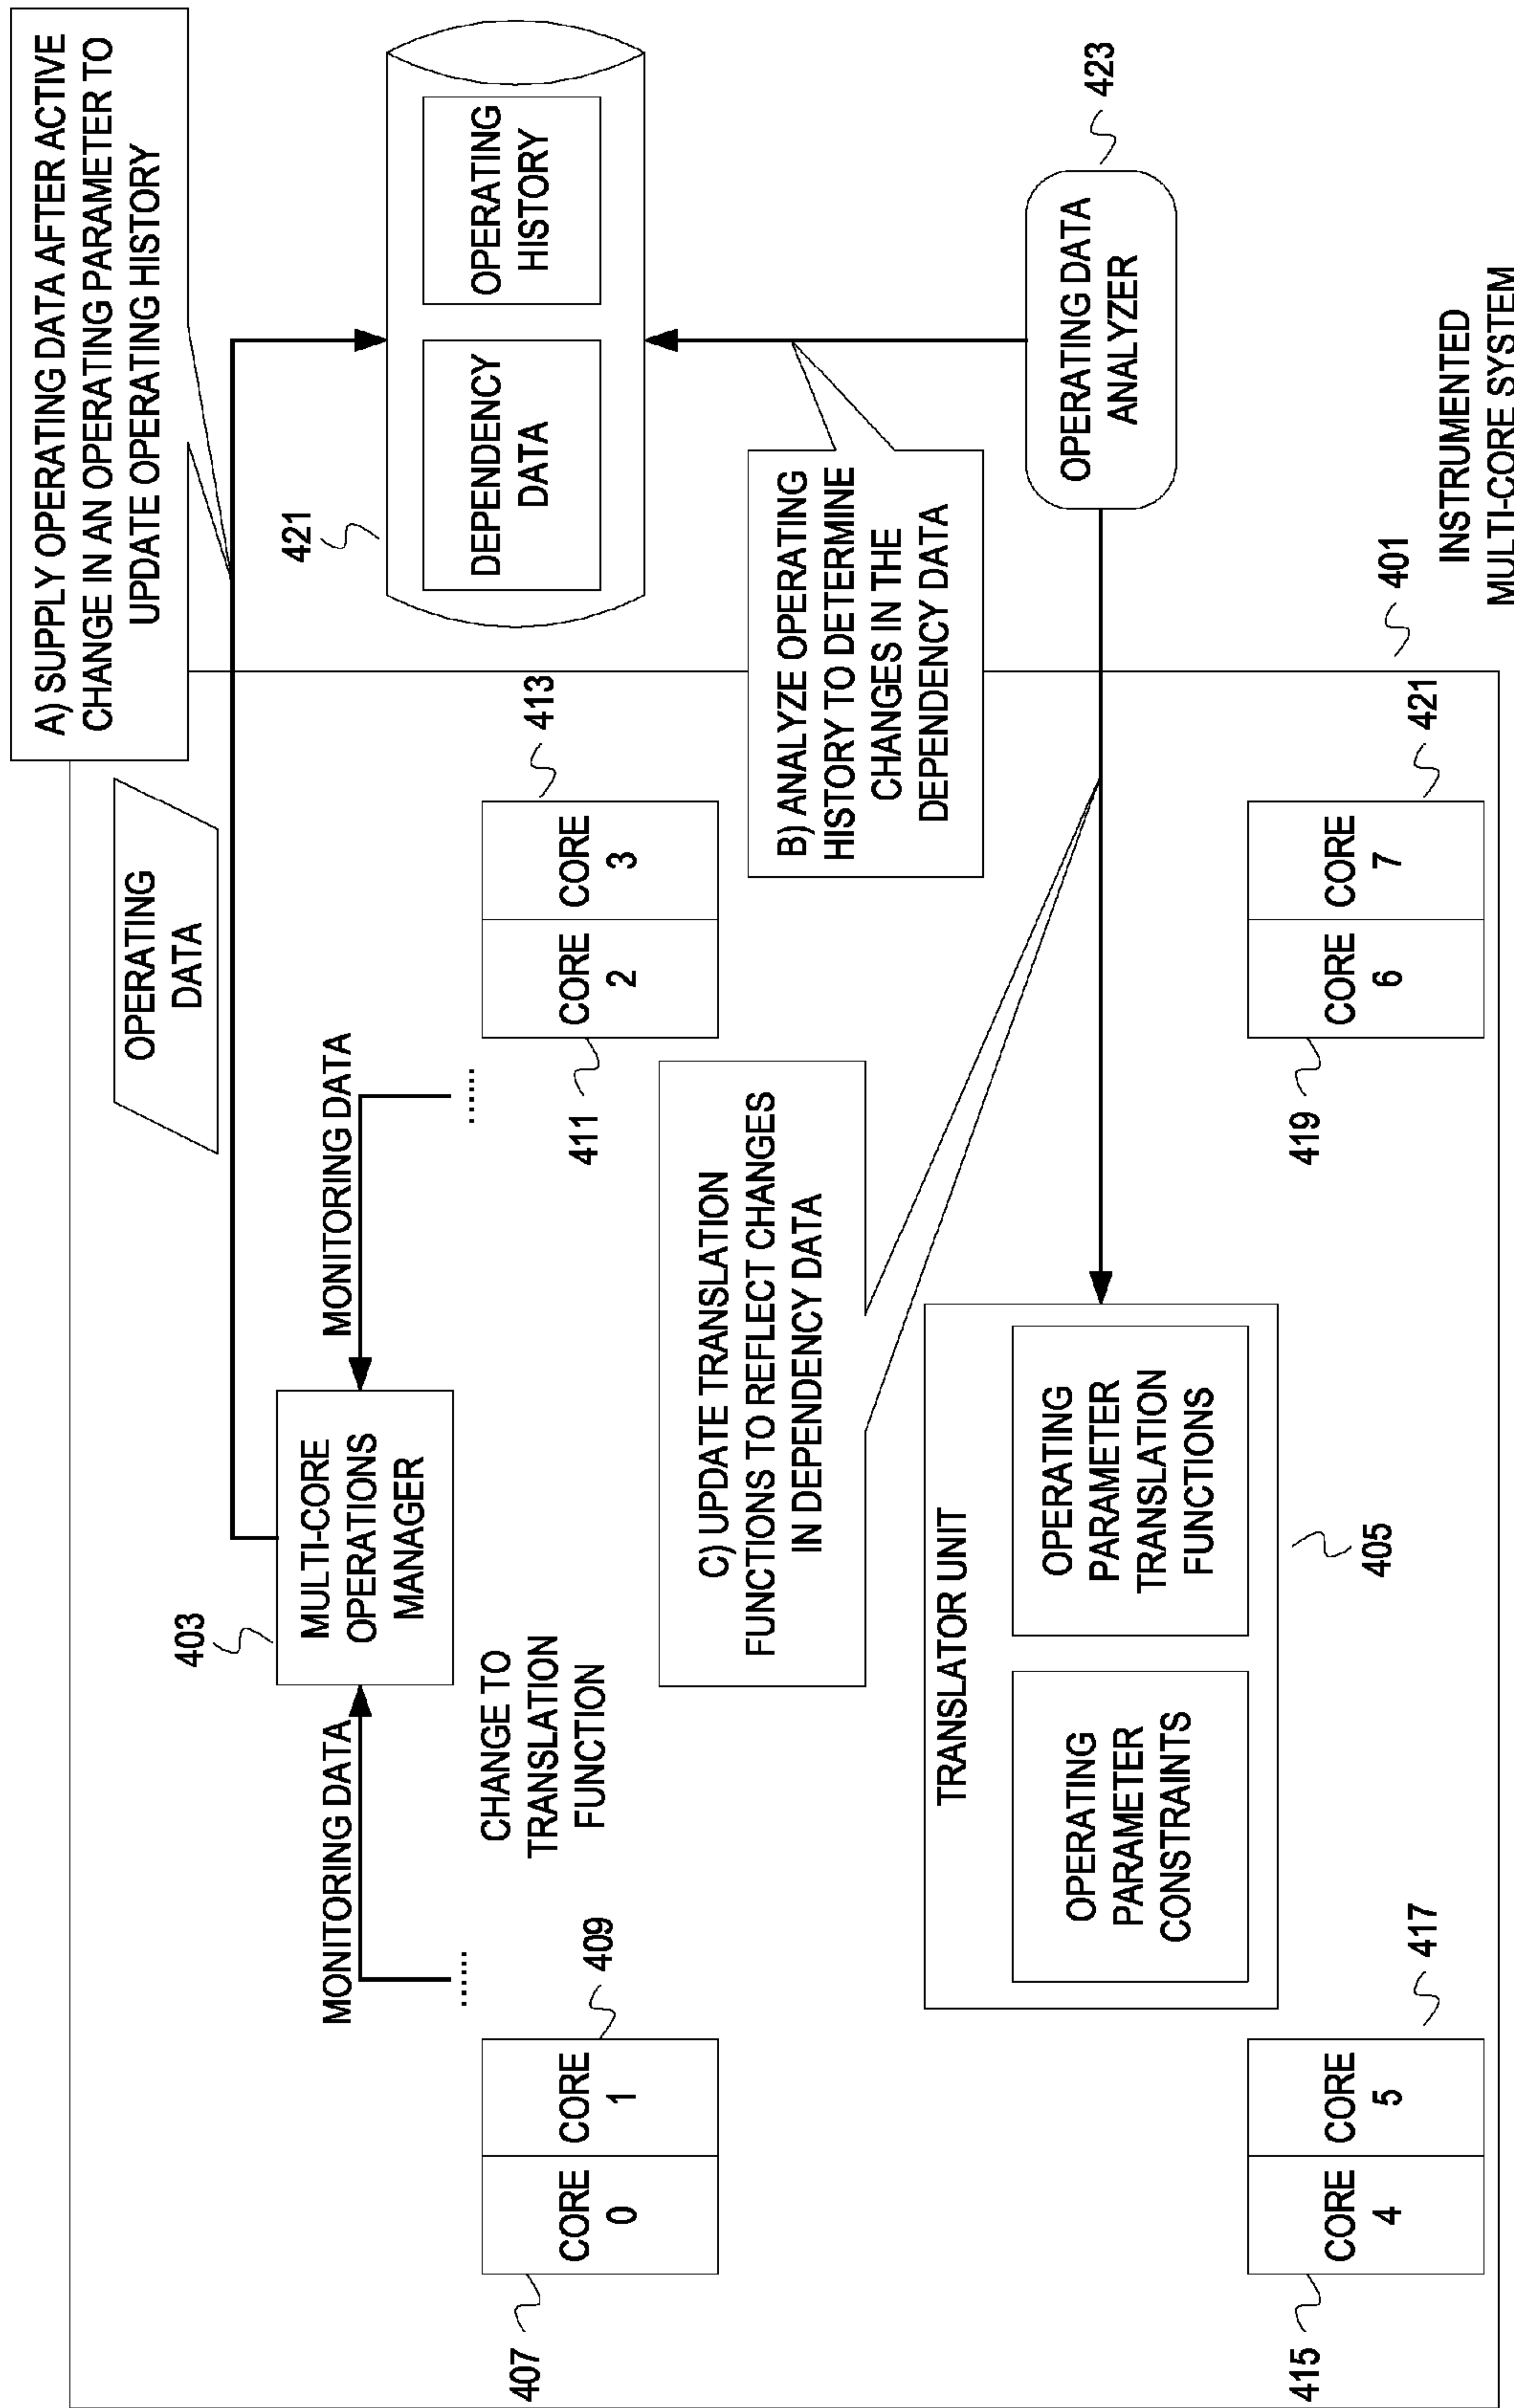 A) SUPPLY OPERATING DATA AFTER ACTIVE
CHANGE IN AN OPERATING PARAMETER TO
UPDATE OPERATING HISTORY
OPERATING
DATA
403
MULTI-CORE
OPERATIONS
MANAGER
MONITORING DATA
MONITORING DATA
421
DEPENDENCY
DATA
OPERATING
HISTORY
407
CORE
0
CORE
1
409
CHANGE TO
TRANSLATION
FUNCTION
411
CORE
2
CORE
3
413
C) UPDATE TRANSLATION
FUNCTIONS TO REFLECT CHANGES
IN DEPENDENCY DATA
B) ANALYZE OPERATING
HISTORY TO DETERMINE
CHANGES IN THE
DEPENDENCY DATA
TRANSLATOR UNIT
OPERATING
PARAMETER
CONSTRAINTS
OPERATING
PARAMETER
TRANSLATION
FUNCTIONS
405
OPERATING DATA
ANALYZER
423
415
CORE
4
CORE
5
417
419
CORE
6
CORE
7
421
401
INSTRUMENTED
MULTI-CORE SYSTEM